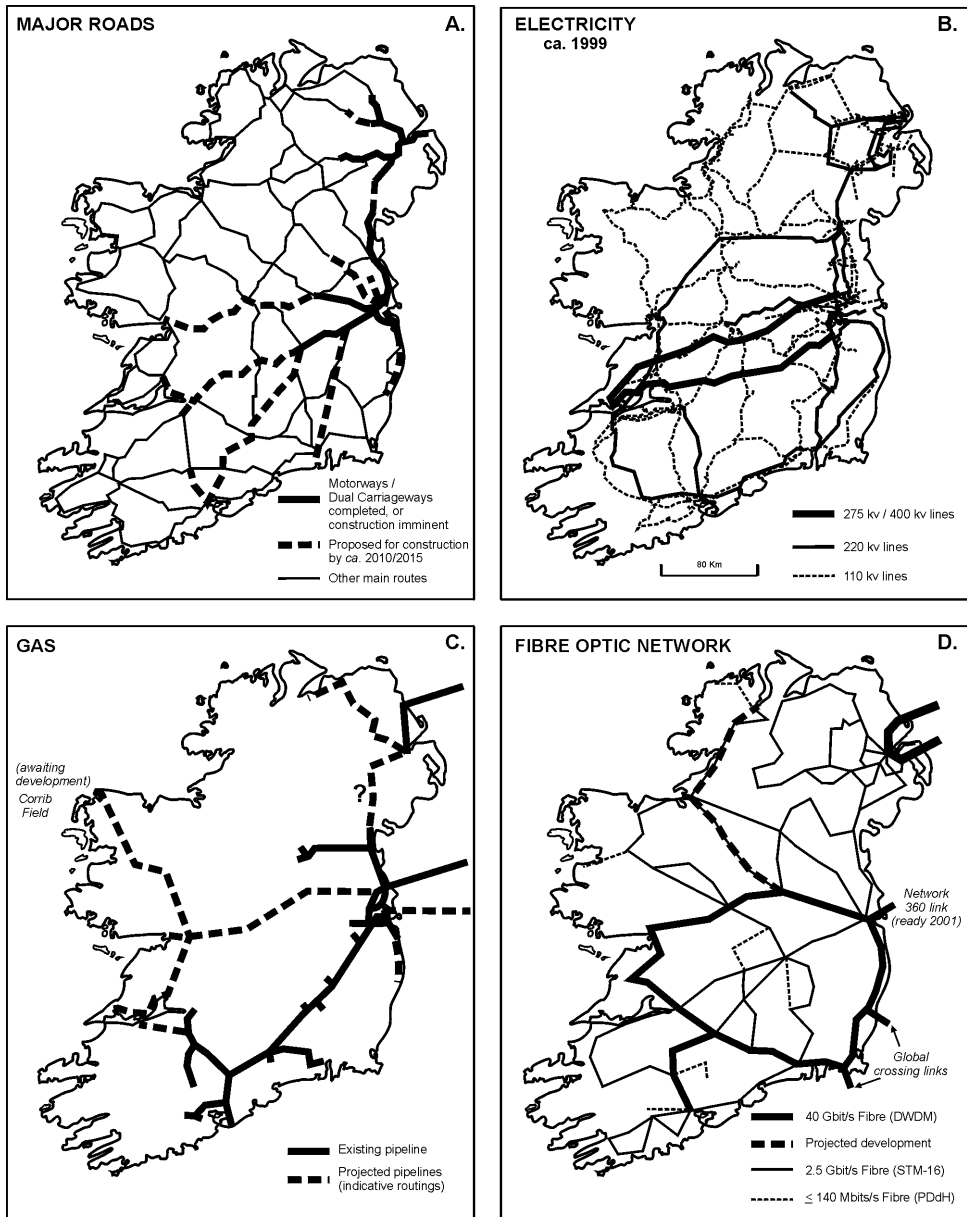 MAJOR ROADS
A.
Motorways /
Dual Carriageways
completed, or
construction imminent
Proposed for construction
by ca. 2010/2015
Other main routes
ELECTRICITY
ca. 1999
B.
275 kv / 400 kv lines
220 kv lines
110 kv lines
80 Km
GAS
C.
(awaiting
development)
Corrib
Field
?
Existing pipeline
Projected pipelines
(indicative routings)
FIBRE OPTIC NETWORK
D.
Network
360 link
(ready 2001)
Global
crossing links
40 Gbit/s Fibre (DWDM)
Projected development
2.5 Gbit/s Fibre (STM-16)
≤ 140 Mbits/s Fibre (PDdH)